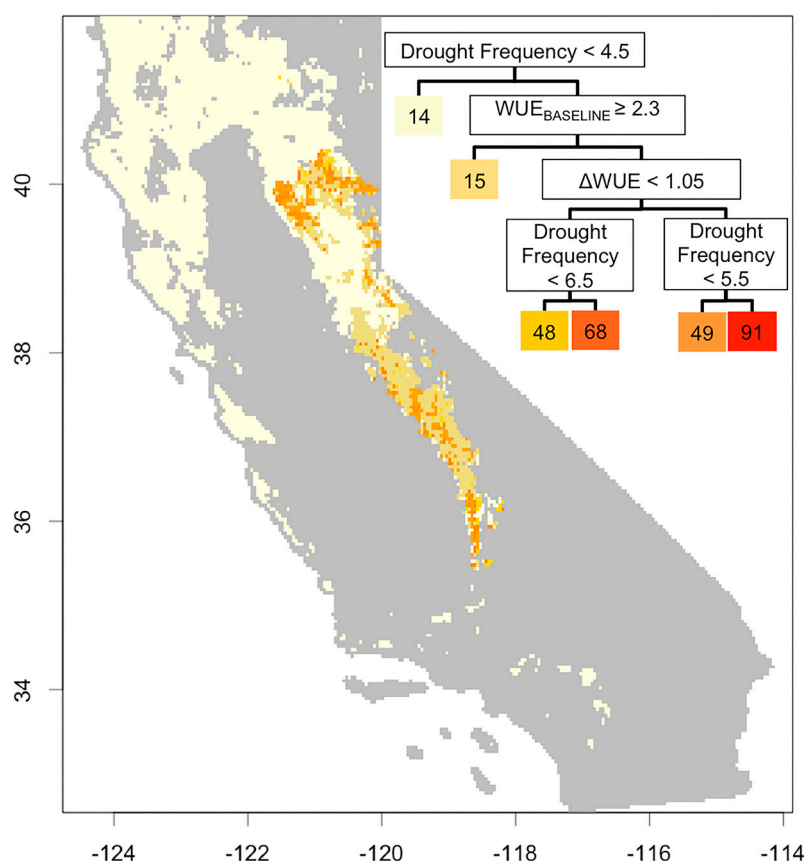 Drought Frequency < 4.5
14
WUEBASELINE ≥ 2.3
15
ΔWUE < 1.05
Drought
Frequency
< 6.5
Drought
Frequency
< 5.5
48
68
49
91
40
38
36
34
-124
-122
-120
-118
-116
-114